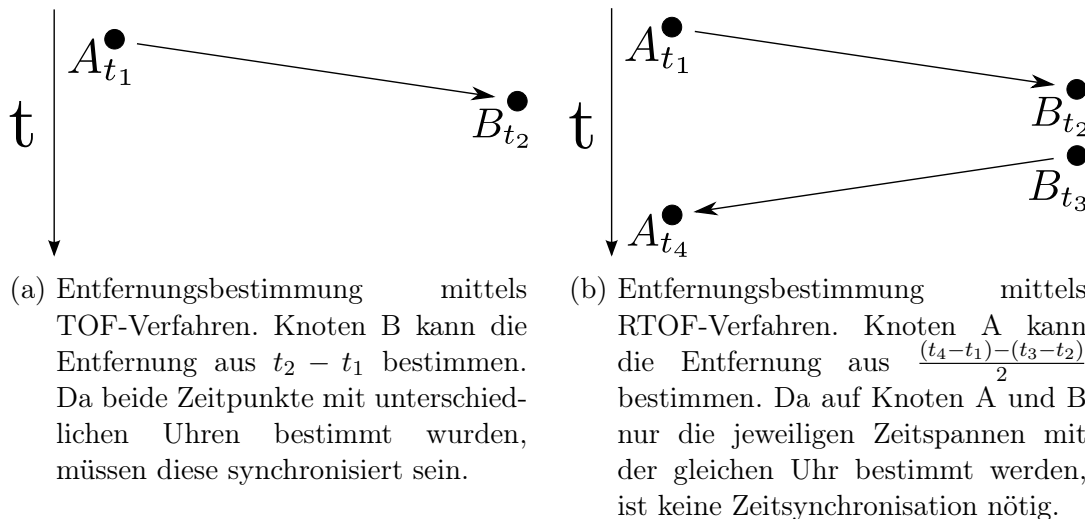 t
A_{t_1}
B_{t_2}
(a) Entfernungsbestimmung mittels
TOF-Verfahren. Knoten B kann die
Entfernung aus t_2 − t_1 bestimmen.
Da beide Zeitpunkte mit unterschied-
lichen Uhren bestimmt wurden,
müssen diese synchronisiert sein.
t
A_{t_1}
B_{t_2}
B_{t_3}
A_{t_4}
(b) Entfernungsbestimmung mittels
RTOF-Verfahren. Knoten A kann
die Entfernung aus \frac{(t_4−t_1)−(t_3−t_2)}{2}
bestimmen. Da auf Knoten A und B
nur die jeweiligen Zeitspannen mit
der gleichen Uhr bestimmt werden,
ist keine Zeitsynchronisation nötig.